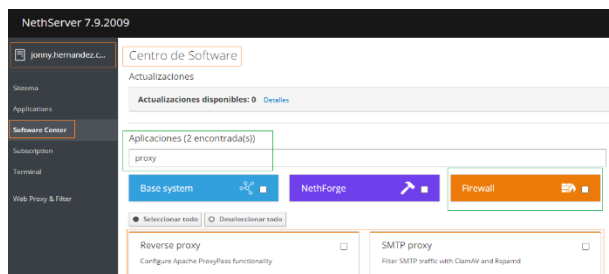 NethServer 7.9.2009
jonny.hernandez.c...
Centro de Software
Actualizaciones
Sistema
Actualizaciones disponibles: 0 Detalles
Applications
Software Center
Aplicaciones (2 encontrada(s))
Subscription
proxy
Terminal
Base system
NethForge
Firewall
Web Proxy & Filter
Seleccionar todo
Deseleccionar todo
Reverse proxy
SMTP proxy
Configure Apache ProxyPass functionality
Filter SMTP traffic with ClamAV and Rspamd